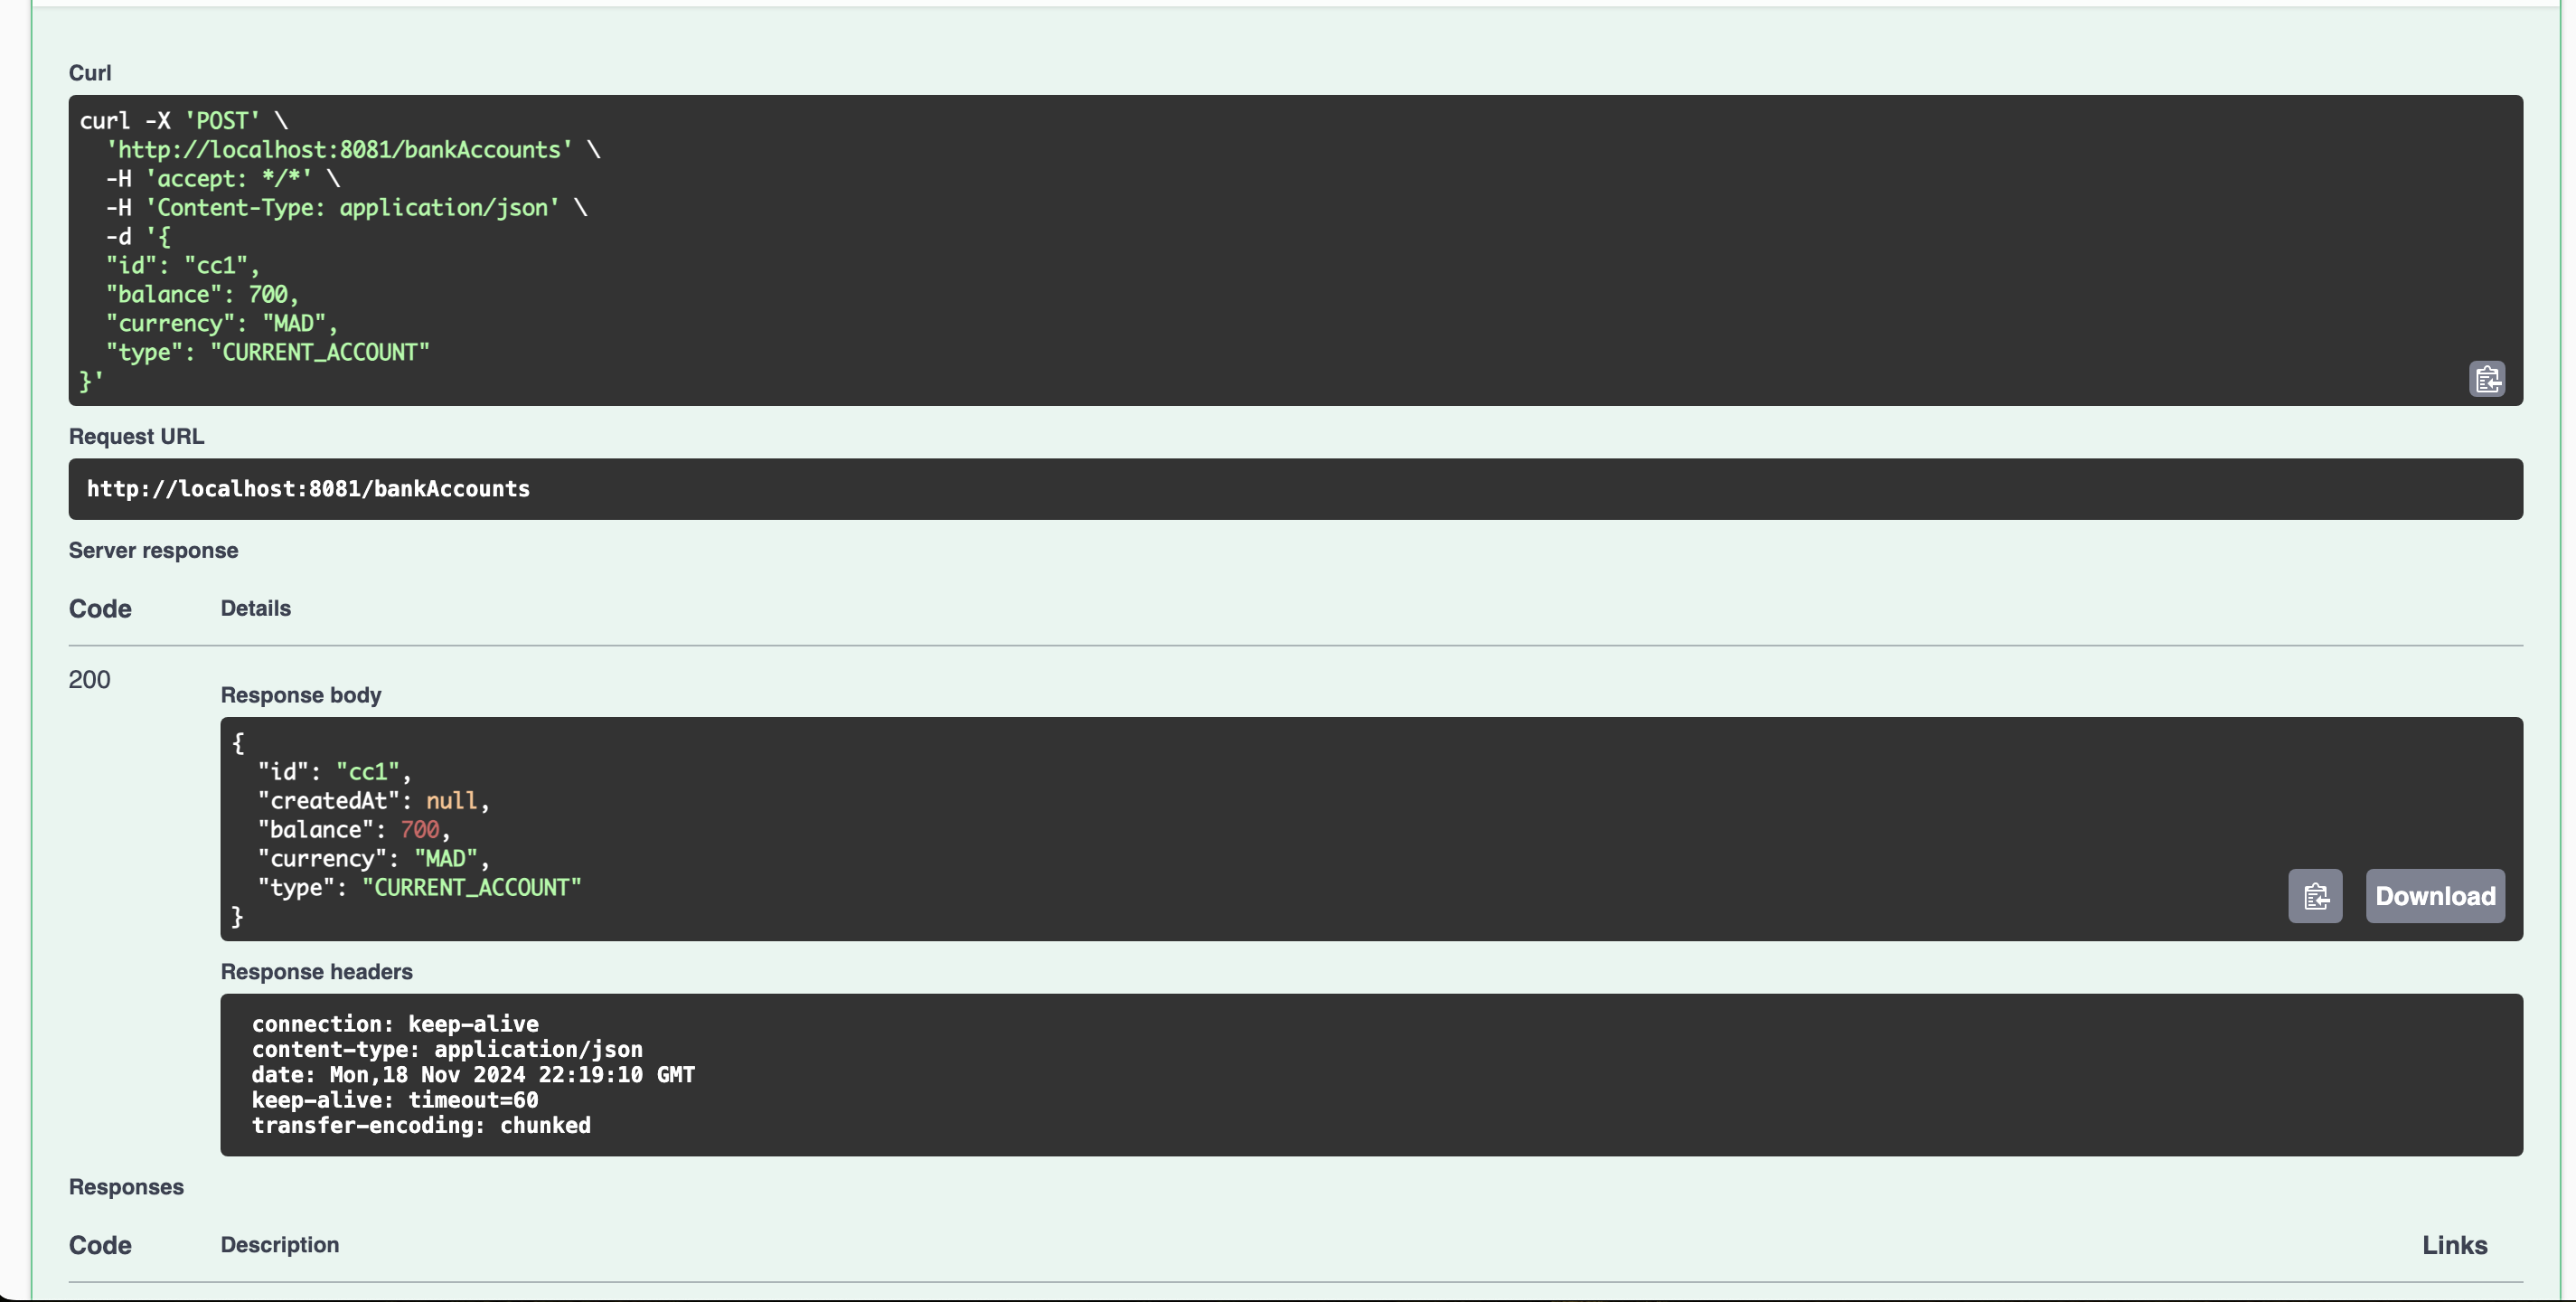 Curl
curl -X 'POST' \
  'http://localhost:8081/bankAccounts' \
  -H 'accept: */*' \
  -H 'Content-Type: application/json' \
  -d '{
  "id": "cc1",
  "balance": 700,
  "currency": "MAD",
  "type": "CURRENT_ACCOUNT"
}'
Request URL
http://localhost:8081/bankAccounts
Server response
Code Details
200
Response body
{
  "id": "cc1",
  "createdAt": null,
  "balance": 700,
  "currency": "MAD",
  "type": "CURRENT_ACCOUNT"
}
Download
Response headers
connection: keep-alive
content-type: application/json
date: Mon,18 Nov 2024 22:19:10 GMT
keep-alive: timeout=60
transfer-encoding: chunked
Responses
Code Description Links